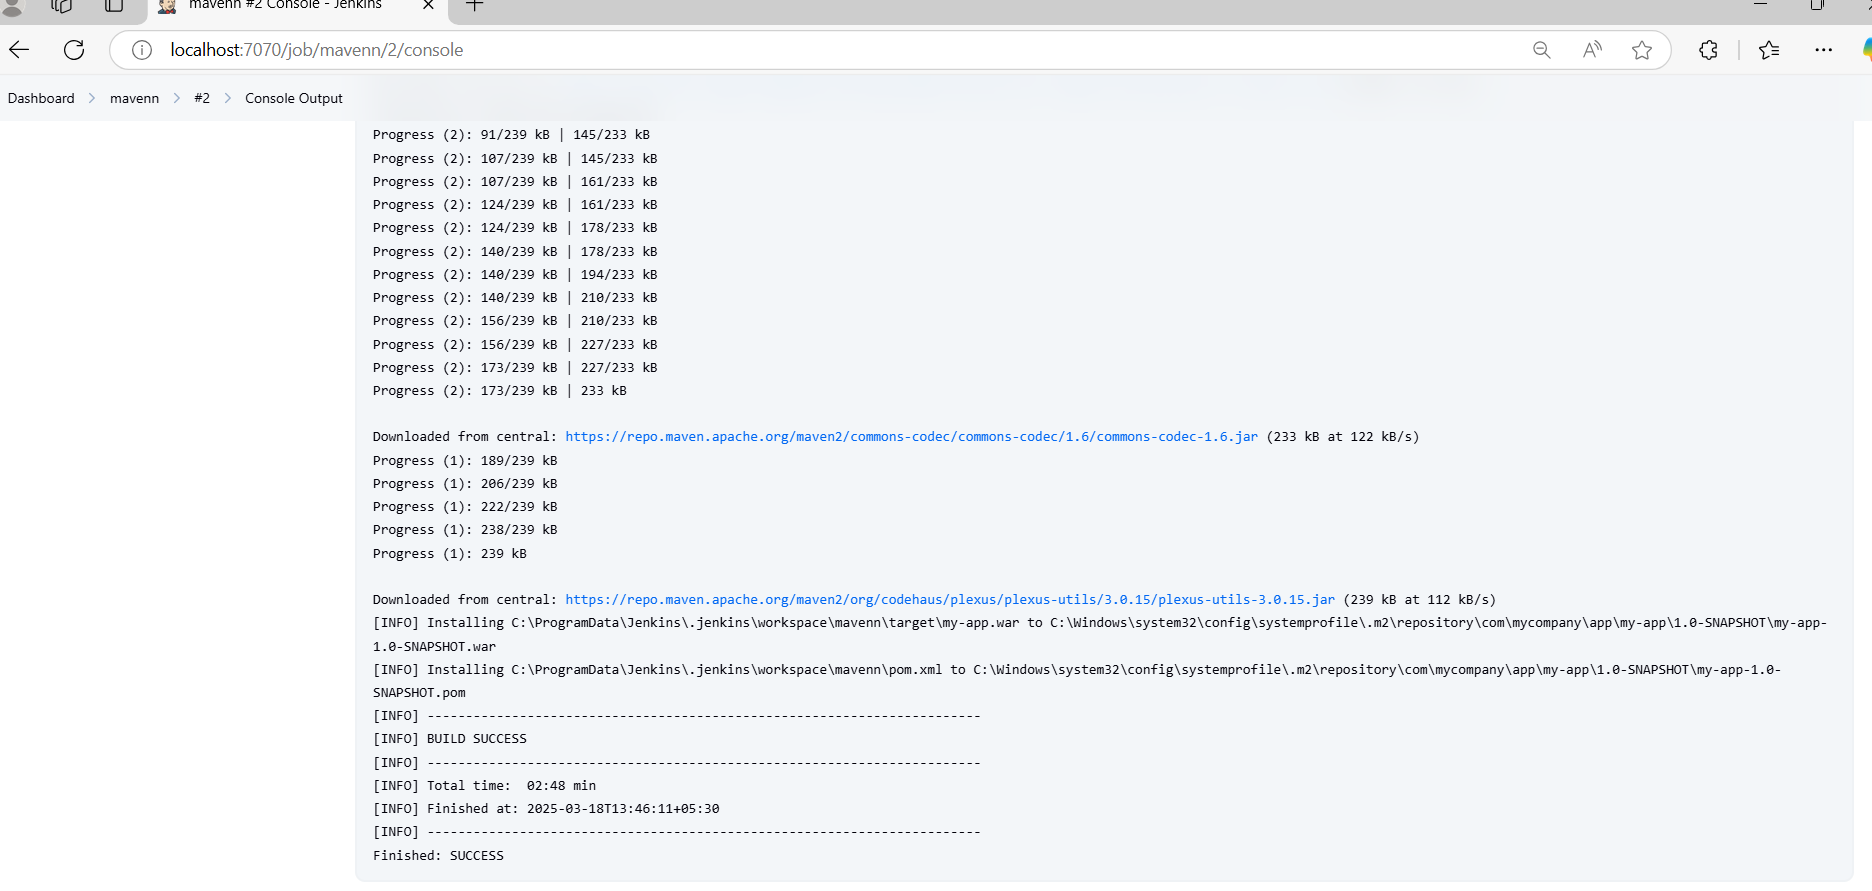 mavenn #2 Console - Jenkins
localhost:7070/job/mavenn/2/console
Dashboard > mavenn > #2 > Console Output
Progress (2): 91/239 kB | 145/233 kB
Progress (2): 107/239 kB | 145/233 kB
Progress (2): 107/239 kB | 161/233 kB
Progress (2): 124/239 kB | 161/233 kB
Progress (2): 124/239 kB | 178/233 kB
Progress (2): 140/239 kB | 178/233 kB
Progress (2): 140/239 kB | 194/233 kB
Progress (2): 140/239 kB | 210/233 kB
Progress (2): 156/239 kB | 210/233 kB
Progress (2): 156/239 kB | 227/233 kB
Progress (2): 173/239 kB | 227/233 kB
Progress (2): 173/239 kB | 233 kB
Downloaded from central: https://repo.maven.apache.org/maven2/commons-codec/commons-codec/1.6/commons-codec-1.6.jar (233 kB at 122 kB/s)
Progress (1): 189/239 kB
Progress (1): 206/239 kB
Progress (1): 222/239 kB
Progress (1): 238/239 kB
Progress (1): 239 kB
Downloaded from central: https://repo.maven.apache.org/maven2/org/codehaus/plexus/plexus-utils/3.0.15/plexus-utils-3.0.15.jar (239 kB at 112 kB/s)
[INFO] Installing C:\ProgramData\Jenkins\.jenkins\workspace\mavenn\target\my-app.war to C:\Windows\system32\config\systemprofile\.m2\repository\com\mycompany\app\my-app\1.0-SNAPSHOT\my-app-
1.0-SNAPSHOT.war
[INFO] Installing C:\ProgramData\Jenkins\.jenkins\workspace\mavenn\pom.xml to C:\Windows\system32\config\systemprofile\.m2\repository\com\mycompany\app\my-app\1.0-SNAPSHOT\my-app-1.0-
SNAPSHOT.pom
[INFO] ------------------------------------------------------------------------
[INFO] BUILD SUCCESS
[INFO] ------------------------------------------------------------------------
[INFO] Total time:  02:48 min
[INFO] Finished at: 2025-03-18T13:46:11+05:30
[INFO] ------------------------------------------------------------------------
Finished: SUCCESS